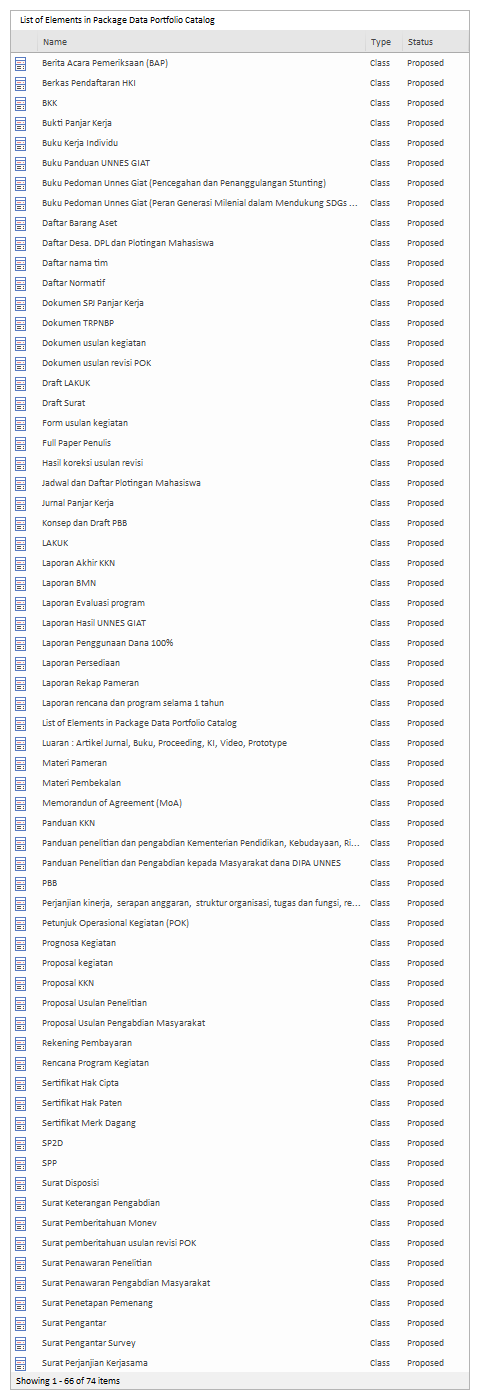 List of Elements in Package Data Portfolio Catalog
Name Type Status
Berita Acara Pemeriksaan (BAP) Class Proposed
Berkas Pendaftaran HKI Class Proposed
BKK Class Proposed
Bukti Panjar Kerja Class Proposed
Buku Kerja Individu Class Proposed
Buku Panduan UNNES GIAT Class Proposed
Buku Pedoman Unnes Giat (Pencegahan dan Penanggulangan Stunting) Class Proposed
Buku Pedoman Unnes Giat (Peran Generasi Milenial dalam Mendukung SDGs ... Class Proposed
Daftar Barang Aset Class Proposed
Daftar Desa. DPL dan Plotingan Mahasiswa Class Proposed
Daftar nama tim Class Proposed
Daftar Normatif Class Proposed
Dokumen SPJ Panjar Kerja Class Proposed
Dokumen TRPNBP Class Proposed
Dokumen usulan kegiatan Class Proposed
Dokumen usulan revisi POK Class Proposed
Draft LAKUK Class Proposed
Draft Surat Class Proposed
Form usulan kegiatan Class Proposed
Full Paper Penulis Class Proposed
Hasil koreksi usulan revisi Class Proposed
Jadwal dan Daftar Plotingan Mahasiswa Class Proposed
Jurnal Panjar Kerja Class Proposed
Konsep dan Draft PBB Class Proposed
LAKUK Class Proposed
Laporan Akhir KKN Class Proposed
Laporan BMN Class Proposed
Laporan Evaluasi program Class Proposed
Laporan Hasil UNNES GIAT Class Proposed
Laporan Penggunaan Dana 100% Class Proposed
Laporan Persediaan Class Proposed
Laporan Rekap Pameran Class Proposed
Laporan rencana dan program selama 1 tahun Class Proposed
List of Elements in Package Data Portfolio Catalog Class Proposed
Luaran : Artikel Jurnal, Buku, Proceeding, KI, Video, Prototype Class Proposed
Materi Pameran Class Proposed
Materi Pembekalan Class Proposed
Memorandun of Agreement (MoA) Class Proposed
Panduan KKN Class Proposed
Panduan penelitian dan pengabdian Kementerian Pendidikan, Kebudayaan, Ri... Class Proposed
Panduan Penelitian dan Pengabdian kepada Masyarakat dana DIPA UNNES Class Proposed
PBB Class Proposed
Perjanjian kinerja, serapan anggaran, struktur organisasi, tugas dan fungsi, re... Class Proposed
Petunjuk Operasional Kegiatan (POK) Class Proposed
Prognosa Kegiatan Class Proposed
Proposal kegiatan Class Proposed
Proposal KKN Class Proposed
Proposal Usulan Penelitian Class Proposed
Proposal Usulan Pengabdian Masyarakat Class Proposed
Rekening Pembayaran Class Proposed
Rencana Program Kegiatan Class Proposed
Sertifikat Hak Cipta Class Proposed
Sertifikat Hak Paten Class Proposed
Sertifikat Merk Dagang Class Proposed
SP2D Class Proposed
SPP Class Proposed
Surat Disposisi Class Proposed
Surat Keterangan Pengabdian Class Proposed
Surat Pemberitahuan Monev Class Proposed
Surat pemberitahuan usulan revisi POK Class Proposed
Surat Penawaran Penelitian Class Proposed
Surat Penawaran Pengabdian Masyarakat Class Proposed
Surat Penetapan Pemenang Class Proposed
Surat Pengantar Class Proposed
Surat Pengantar Survey Class Proposed
Surat Perjanjian Kerjasama Class Proposed
Showing 1 - 66 of 74 items